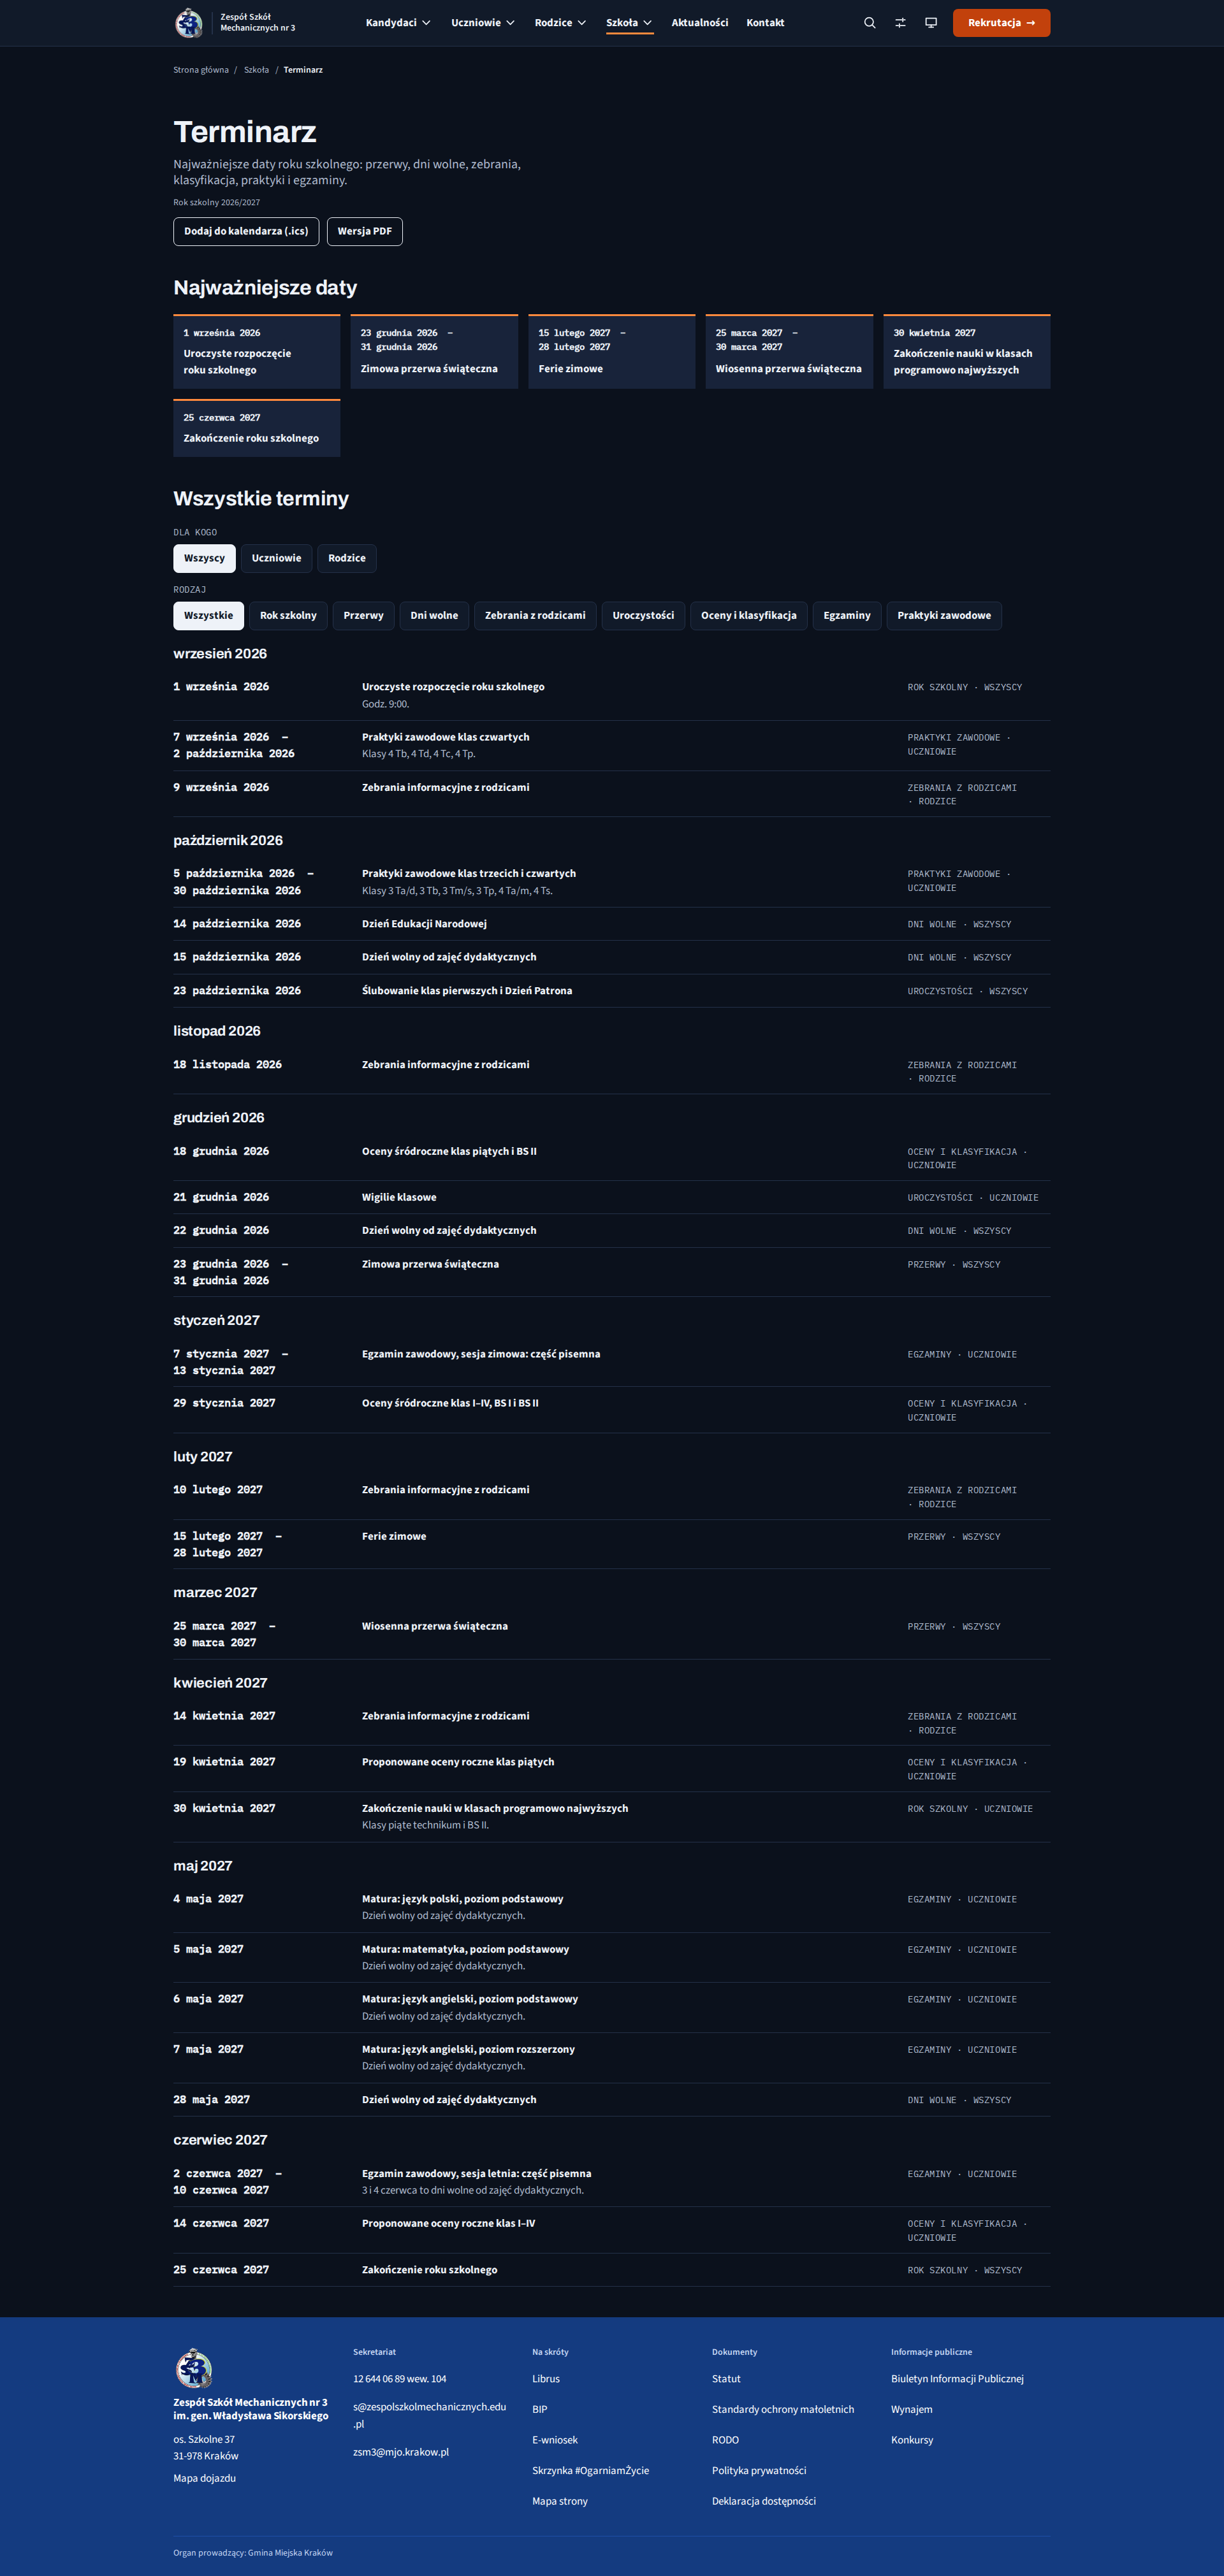 Zespół Szkół
Mechanicznych nr 3
Kandydaci
Uczniowie
Rodzice
Szkoła
Aktualności
Kontakt
Rekrutacja →
Strona główna / Szkoła / Terminarz
Terminarz
Najważniejsze daty roku szkolnego: przerwy, dni wolne, zebrania,
klasyfikacja, praktyki i egzaminy.
Rok szkolny 2026/2027
Dodaj do kalendarza (.ics)
Wersja PDF
Najważniejsze daty
1 września 2026
Uroczyste rozpoczęcie
roku szkolnego
23 grudnia 2026 –
31 grudnia 2026
Zimowa przerwa świąteczna
15 lutego 2027 –
28 lutego 2027
Ferie zimowe
25 marca 2027 –
30 marca 2027
Wiosenna przerwa świąteczna
30 kwietnia 2027
Zakończenie nauki w klasach
programowo najwyższych
25 czerwca 2027
Zakończenie roku szkolnego
Wszystkie terminy
DLA KOGO
Wszyscy
Uczniowie
Rodzice
RODZAJ
Wszystkie
Rok szkolny
Przerwy
Dni wolne
Zebrania z rodzicami
Uroczystości
Oceny i klasyfikacja
Egzaminy
Praktyki zawodowe
wrzesień 2026
1 września 2026
Uroczyste rozpoczęcie roku szkolnego
Godz. 9:00.
ROK SZKOLNY · WSZYSCY
7 września 2026 –
2 października 2026
Praktyki zawodowe klas czwartych
Klasy 4 Tb, 4 Td, 4 Tc, 4 Tp.
PRAKTYKI ZAWODOWE ·
UCZNIOWIE
9 września 2026
Zebrania informacyjne z rodzicami
ZEBRANIA Z RODZICAMI
· RODZICE
październik 2026
5 października 2026 –
30 października 2026
Praktyki zawodowe klas trzecich i czwartych
Klasy 3 Ta/d, 3 Tb, 3 Tm/s, 3 Tp, 4 Ta/m, 4 Ts.
PRAKTYKI ZAWODOWE ·
UCZNIOWIE
14 października 2026
Dzień Edukacji Narodowej
DNI WOLNE · WSZYSCY
15 października 2026
Dzień wolny od zajęć dydaktycznych
DNI WOLNE · WSZYSCY
23 października 2026
Ślubowanie klas pierwszych i Dzień Patrona
UROCZYSTOŚCI · WSZYSCY
listopad 2026
18 listopada 2026
Zebrania informacyjne z rodzicami
ZEBRANIA Z RODZICAMI
· RODZICE
grudzień 2026
18 grudnia 2026
Oceny śródroczne klas piątych i BS II
OCENY I KLASYFIKACJA ·
UCZNIOWIE
21 grudnia 2026
Wigilie klasowe
UROCZYSTOŚCI · UCZNIOWIE
22 grudnia 2026
Dzień wolny od zajęć dydaktycznych
DNI WOLNE · WSZYSCY
23 grudnia 2026 –
31 grudnia 2026
Zimowa przerwa świąteczna
PRZERWY · WSZYSCY
styczeń 2027
7 stycznia 2027 –
13 stycznia 2027
Egzamin zawodowy, sesja zimowa: część pisemna
EGZAMINY · UCZNIOWIE
29 stycznia 2027
Oceny śródroczne klas I–IV, BS I i BS II
OCENY I KLASYFIKACJA ·
UCZNIOWIE
luty 2027
10 lutego 2027
Zebrania informacyjne z rodzicami
ZEBRANIA Z RODZICAMI
· RODZICE
15 lutego 2027 –
28 lutego 2027
Ferie zimowe
PRZERWY · WSZYSCY
marzec 2027
25 marca 2027 –
30 marca 2027
Wiosenna przerwa świąteczna
PRZERWY · WSZYSCY
kwiecień 2027
14 kwietnia 2027
Zebrania informacyjne z rodzicami
ZEBRANIA Z RODZICAMI
· RODZICE
19 kwietnia 2027
Proponowane oceny roczne klas piątych
OCENY I KLASYFIKACJA ·
UCZNIOWIE
30 kwietnia 2027
Zakończenie nauki w klasach programowo najwyższych
Klasy piąte technikum i BS II.
ROK SZKOLNY · UCZNIOWIE
maj 2027
4 maja 2027
Matura: język polski, poziom podstawowy
Dzień wolny od zajęć dydaktycznych.
EGZAMINY · UCZNIOWIE
5 maja 2027
Matura: matematyka, poziom podstawowy
Dzień wolny od zajęć dydaktycznych.
EGZAMINY · UCZNIOWIE
6 maja 2027
Matura: język angielski, poziom podstawowy
Dzień wolny od zajęć dydaktycznych.
EGZAMINY · UCZNIOWIE
7 maja 2027
Matura: język angielski, poziom rozszerzony
Dzień wolny od zajęć dydaktycznych.
EGZAMINY · UCZNIOWIE
28 maja 2027
Dzień wolny od zajęć dydaktycznych
DNI WOLNE · WSZYSCY
czerwiec 2027
2 czerwca 2027 –
10 czerwca 2027
Egzamin zawodowy, sesja letnia: część pisemna
3 i 4 czerwca to dni wolne od zajęć dydaktycznych.
EGZAMINY · UCZNIOWIE
14 czerwca 2027
Proponowane oceny roczne klas I–IV
OCENY I KLASYFIKACJA ·
UCZNIOWIE
25 czerwca 2027
Zakończenie roku szkolnego
ROK SZKOLNY · WSZYSCY
Zespół Szkół Mechanicznych nr 3
im. gen. Władysława Sikorskiego
os. Szkolne 37
31-978 Kraków
Mapa dojazdu
Sekretariat
12 644 06 89 wew. 104
s@zespolszkolmechanicznych.edu
.pl
zsm3@mjo.krakow.pl
Na skróty
Librus
BIP
E-wniosek
Skrzynka #OgarniamŻycie
Mapa strony
Dokumenty
Statut
Standardy ochrony małoletnich
RODO
Polityka prywatności
Deklaracja dostępności
Informacje publiczne
Biuletyn Informacji Publicznej
Wynajem
Konkursy
Organ prowadzący: Gmina Miejska Kraków